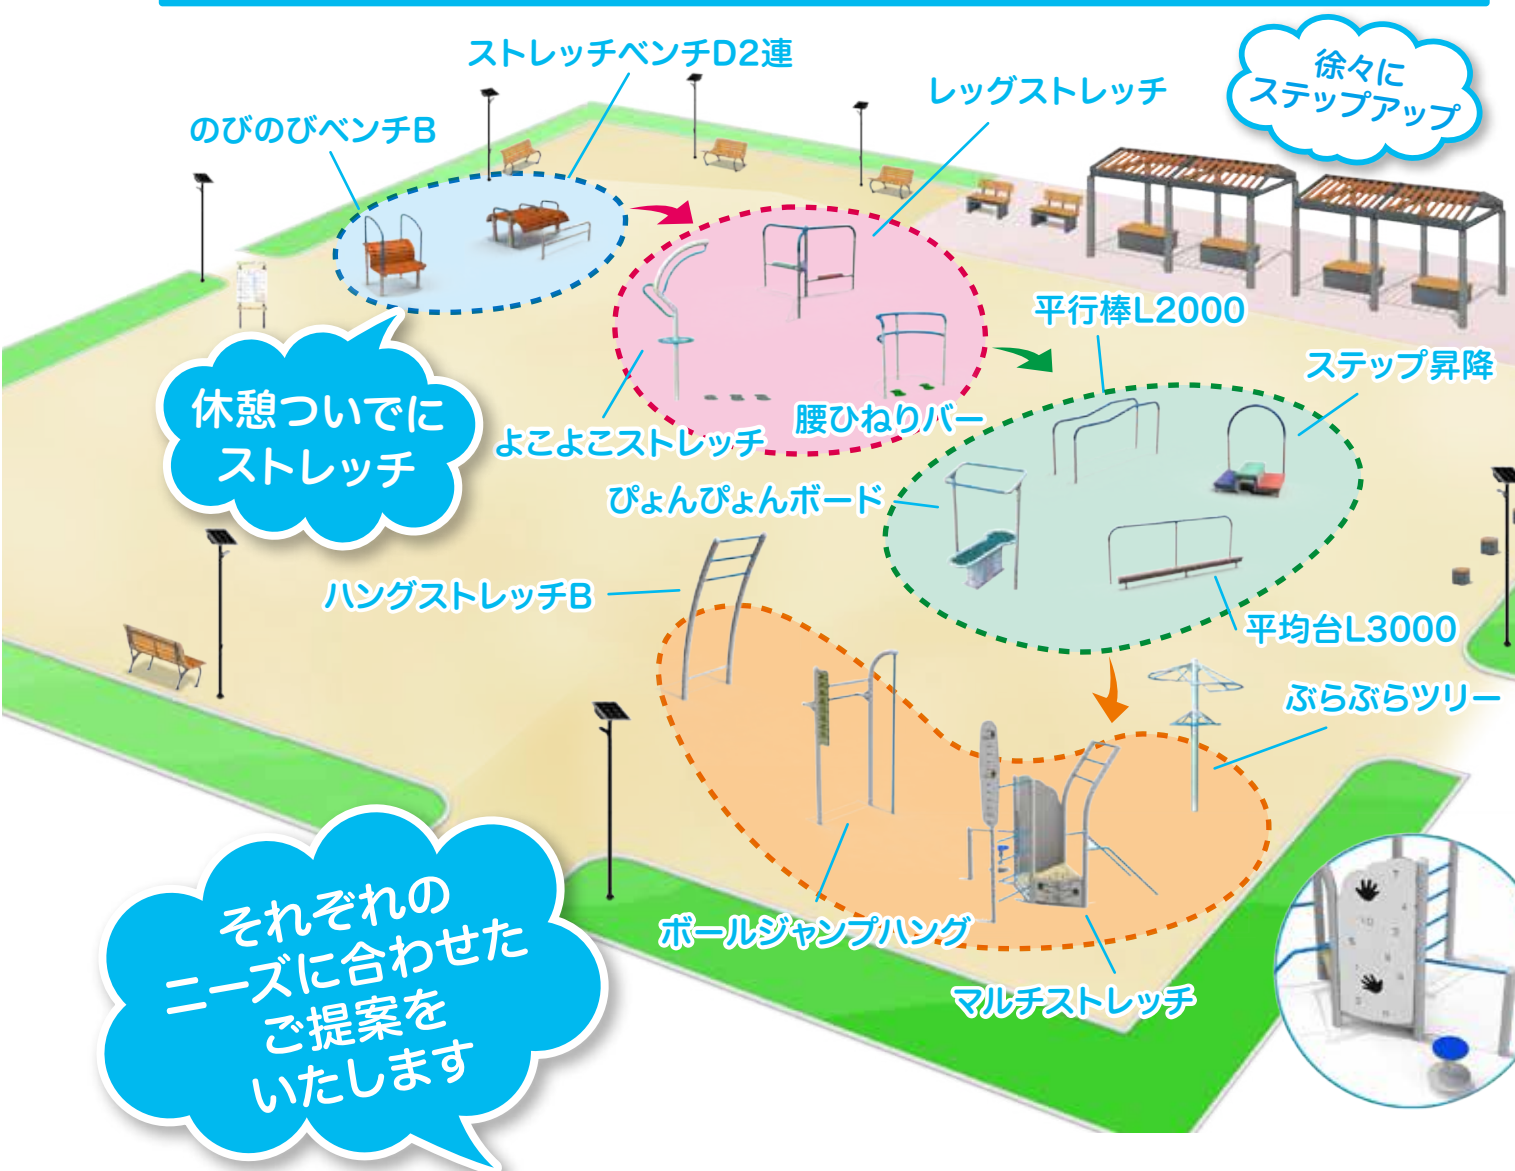 ストレッチベンチD2連
徐々に
ステップアップ
レッグストレッチ
のびのびベンチB
平行棒L2000
ステップ昇降
休憩ついでに
ストレッチ
腰ひねりバー
よこよこストレッチ
ぴょんぴょんボード
ハングストレッチB
平均台L3000
ぶらぶらツリー
それぞれの
ニーズに合わせた
ご提案を
いたします
ボールジャンプハング
マルチストレッチ